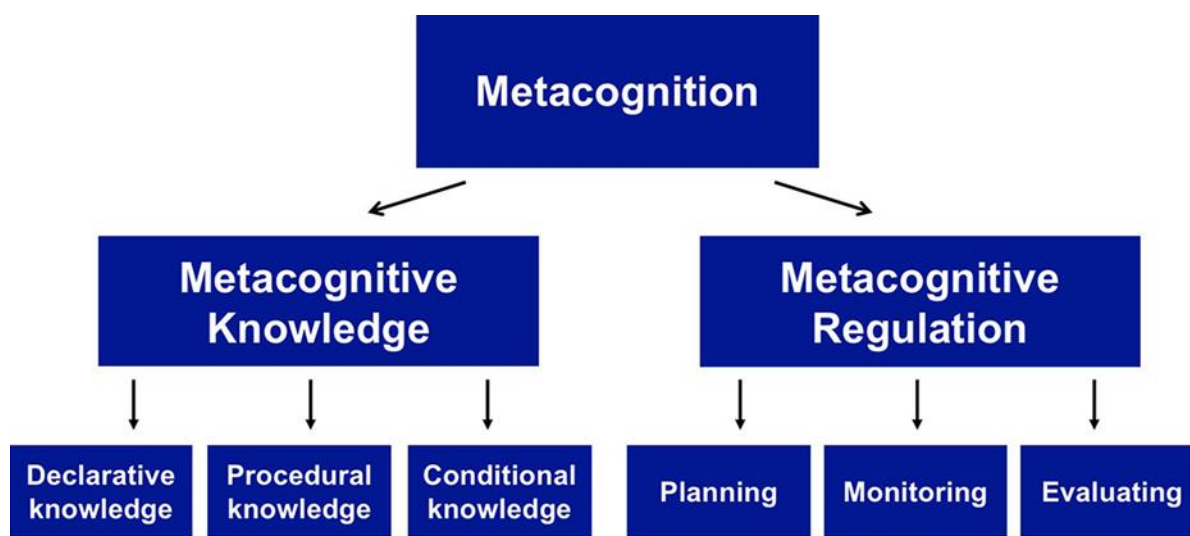 Metacognition
Metacognitive
Knowledge
Metacognitive
Regulation
Declarative
knowledge
Procedural
knowledge
Conditional
knowledge
Planning
Monitoring
Evaluating